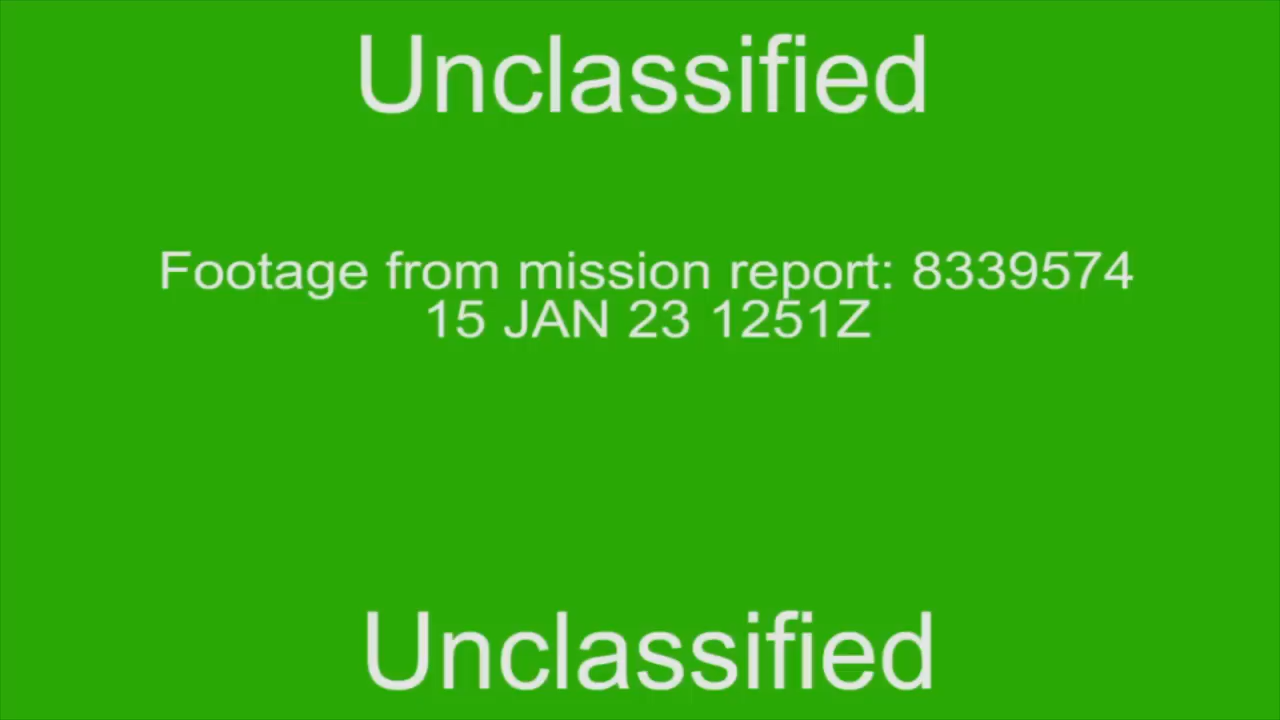 Unclassified
Footage from mission report: 8339574
15 JAN 23 1251Z
Unclassified